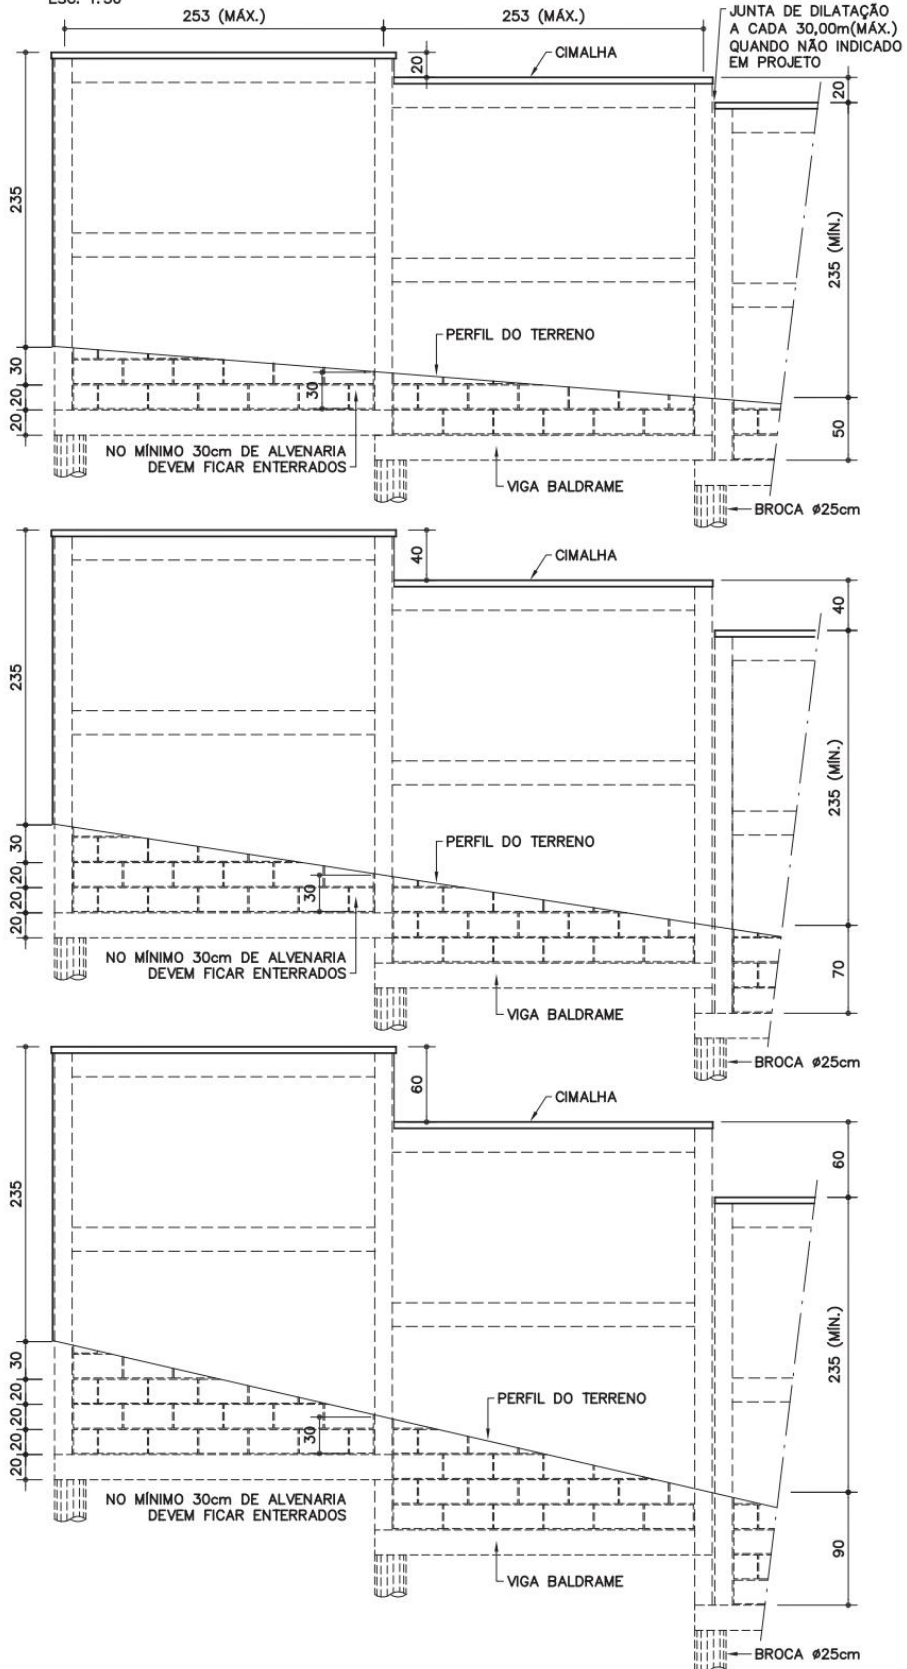 ESC. 1:50
253 (MÁX.)
253 (MÁX.)
JUNTA DE DILATAÇÃO
A CADA 30,00m(MÁX.)
QUANDO NÃO INDICADO
EM PROJETO
20
CIMALHA
20
235
235 (MÍN.)
PERFIL DO TERRENO
30
30
20
20
50
NO MÍNIMO 30cm DE ALVENARIA
DEVEM FICAR ENTERRADOS
VIGA BALDRAME
BROCA ø25cm
40
CIMALHA
40
235
235 (MÍN.)
PERFIL DO TERRENO
30
30
20
20
20
70
NO MÍNIMO 30cm DE ALVENARIA
DEVEM FICAR ENTERRADOS
VIGA BALDRAME
BROCA ø25cm
60
CIMALHA
60
235
235 (MÍN.)
PERFIL DO TERRENO
30
30
20
20
20
20
90
NO MÍNIMO 30cm DE ALVENARIA
DEVEM FICAR ENTERRADOS
VIGA BALDRAME
BROCA ø25cm